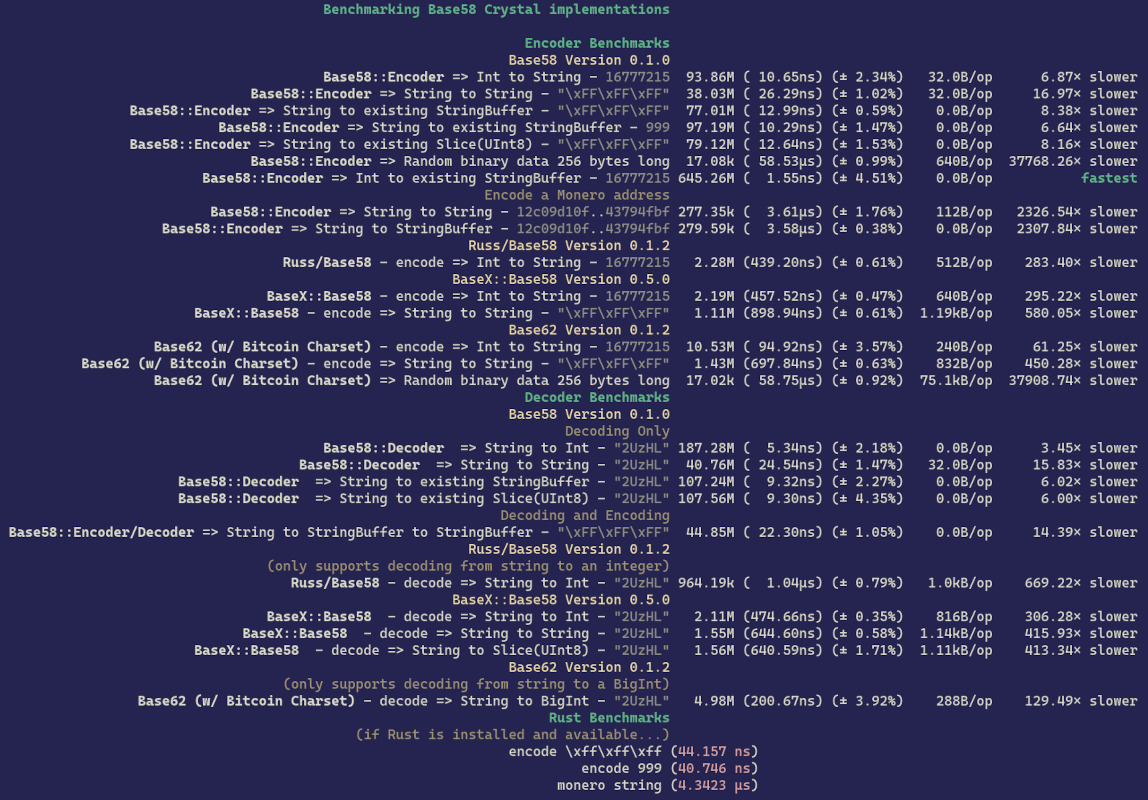 Benchmarking Base58 Crystal implementations
Encoder Benchmarks
Base58 Version 0.1.0
Base58::Encoder => Int to String - 16777215 93.86M ( 10.65ns) (± 2.34%) 32.0B/op 6.87× slower
Base58::Encoder => String to String - "\xFF\xFF\xFF" 38.03M ( 26.29ns) (± 1.02%) 32.0B/op 16.97× slower
Base58::Encoder => String to existing StringBuffer - "\xFF\xFF\xFF" 77.01M ( 12.99ns) (± 0.59%) 0.0B/op 8.38× slower
Base58::Encoder => String to existing StringBuffer - 999 97.19M ( 10.29ns) (± 1.47%) 0.0B/op 6.64× slower
Base58::Encoder => String to existing Slice(UInt8) - "\xFF\xFF\xFF" 79.12M ( 12.64ns) (± 1.53%) 0.0B/op 8.16× slower
Base58::Encoder => Random binary data 256 bytes long 17.08k ( 58.53µs) (± 0.99%) 640B/op 37768.26× slower
Base58::Encoder => Int to existing StringBuffer - 16777215 645.26M ( 1.55ns) (± 4.51%) 0.0B/op fastest
Encode a Monero address
Base58::Encoder => String to String - 12c09d10f..43794fbf 277.35k ( 3.61µs) (± 1.76%) 112B/op 2326.54× slower
Base58::Encoder => String to StringBuffer - 12c09d10f..43794fbf 279.59k ( 3.58µs) (± 0.38%) 0.0B/op 2307.84× slower
Russ/Base58 Version 0.1.2
Russ/Base58 - encode => Int to String - 16777215 2.28M (439.20ns) (± 0.61%) 512B/op 283.40× slower
BaseX::Base58 Version 0.5.0
BaseX::Base58 - encode => Int to String - 16777215 2.19M (457.52ns) (± 0.47%) 640B/op 295.22× slower
BaseX::Base58 - encode => String to String - "\xFF\xFF\xFF" 1.11M (898.94ns) (± 0.61%) 1.19kB/op 580.05× slower
Base62 Version 0.1.2
Base62 (w/ Bitcoin Charset) - encode => Int to String - 16777215 10.53M ( 94.92ns) (± 3.57%) 240B/op 61.25× slower
Base62 (w/ Bitcoin Charset) - encode => String to String - "\xFF\xFF\xFF" 1.43M (697.84ns) (± 0.63%) 832B/op 450.28× slower
Base62 (w/ Bitcoin Charset) => Random binary data 256 bytes long 17.02k ( 58.75µs) (± 0.92%) 75.1kB/op 37908.74× slower
Decoder Benchmarks
Base58 Version 0.1.0
Decoding Only
Base58::Decoder => String to Int - "2UzHL" 187.28M ( 5.34ns) (± 2.18%) 0.0B/op 3.45× slower
Base58::Decoder => String to String - "2UzHL" 40.76M ( 24.54ns) (± 1.47%) 32.0B/op 15.83× slower
Base58::Decoder => String to existing StringBuffer - "2UzHL" 107.24M ( 9.32ns) (± 2.27%) 0.0B/op 6.02× slower
Base58::Decoder => String to existing Slice(UInt8) - "2UzHL" 107.56M ( 9.30ns) (± 4.35%) 0.0B/op 6.00× slower
Decoding and Encoding
Base58::Encoder/Decoder => String to StringBuffer to StringBuffer - "\xFF\xFF\xFF" 44.85M ( 22.30ns) (± 1.05%) 0.0B/op 14.39× slower
Russ/Base58 Version 0.1.2
(only supports decoding from string to an integer)
Russ/Base58 - decode => String to Int - "2UzHL" 964.19k ( 1.04µs) (± 0.79%) 1.0kB/op 669.22× slower
BaseX::Base58 Version 0.5.0
BaseX::Base58 - decode => String to Int - "2UzHL" 2.11M (474.66ns) (± 0.35%) 816B/op 306.28× slower
BaseX::Base58 - decode => String to String - "2UzHL" 1.55M (644.60ns) (± 0.58%) 1.14kB/op 415.93× slower
BaseX::Base58 - decode => String to Slice(UInt8) - "2UzHL" 1.56M (640.59ns) (± 1.71%) 1.11kB/op 413.34× slower
Base62 Version 0.1.2
(only supports decoding from string to a BigInt)
Base62 (w/ Bitcoin Charset) - decode => String to BigInt - "2UzHL" 4.98M (200.67ns) (± 3.92%) 288B/op 129.49× slower
Rust Benchmarks
(if Rust is installed and available...)
encode \xff\xff\xff (44.157 ns)
encode 999 (40.746 ns)
monero string (4.3423 µs)